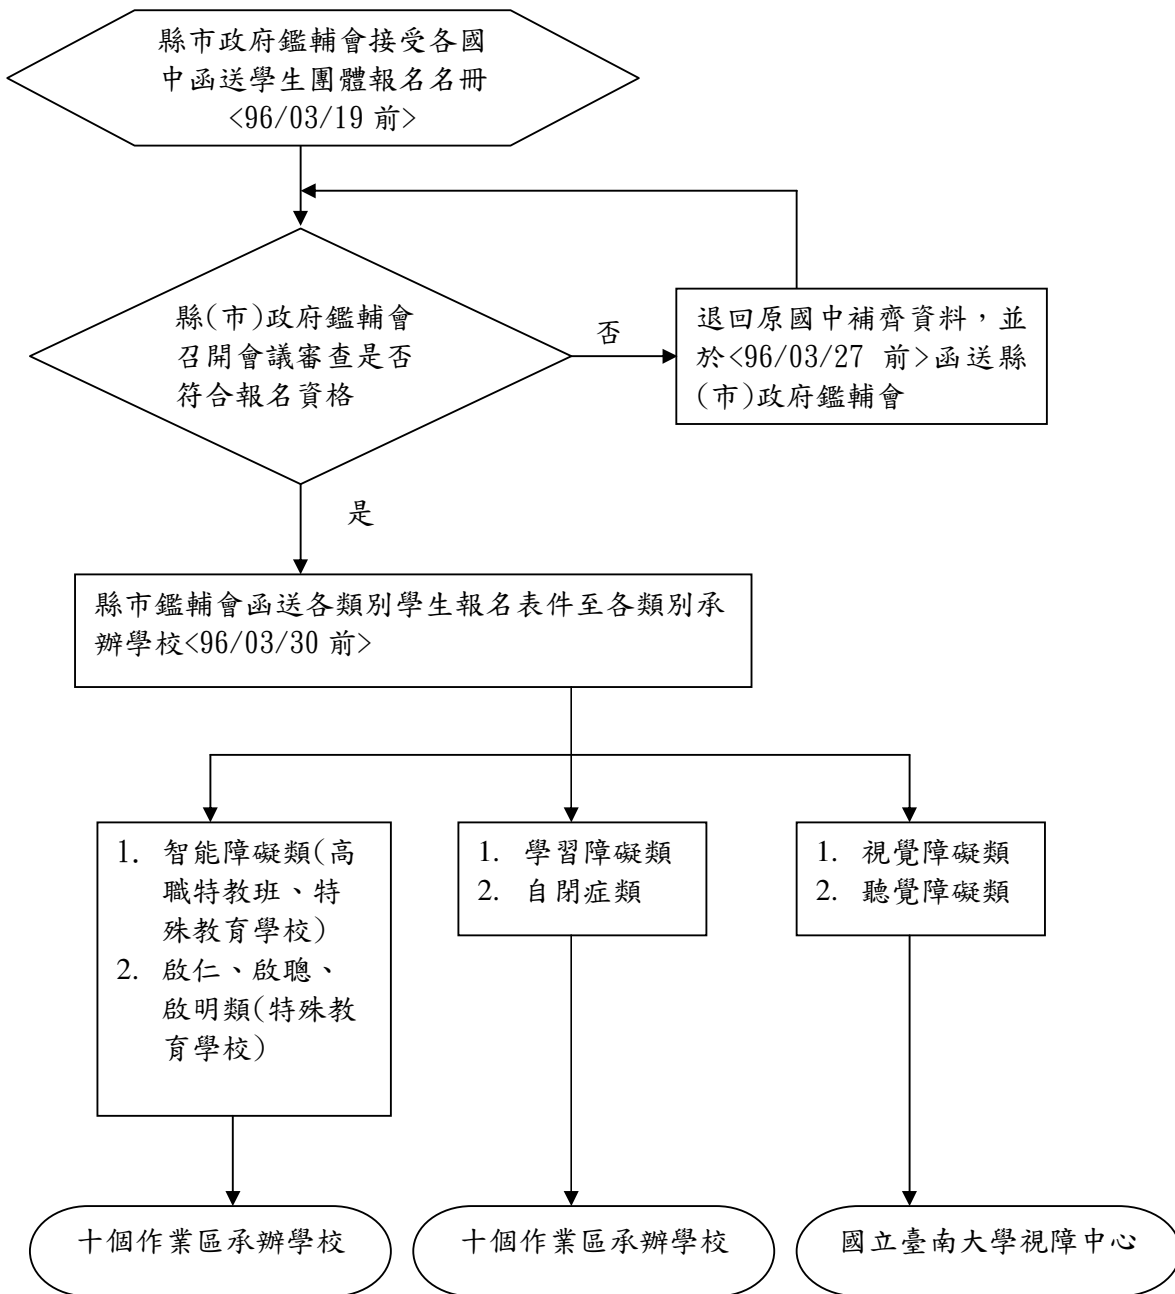 縣市政府鑑輔會接受各國
中函送學生團體報名名冊
<96/03/19 前>
縣(市)政府鑑輔會
召開會議審查是否
符合報名資格
否
退回原國中補齊資料，並
於<96/03/27 前>函送縣
(市)政府鑑輔會
是
縣市鑑輔會函送各類別學生報名表件至各類別承
辦學校<96/03/30 前>
1. 智能障礙類(高
職特教班、特
殊教育學校)
2. 啟仁、啟聰、
啟明類(特殊教
育學校)
1. 學習障礙類
2. 自閉症類
1. 視覺障礙類
2. 聽覺障礙類
十個作業區承辦學校
十個作業區承辦學校
國立臺南大學視障中心